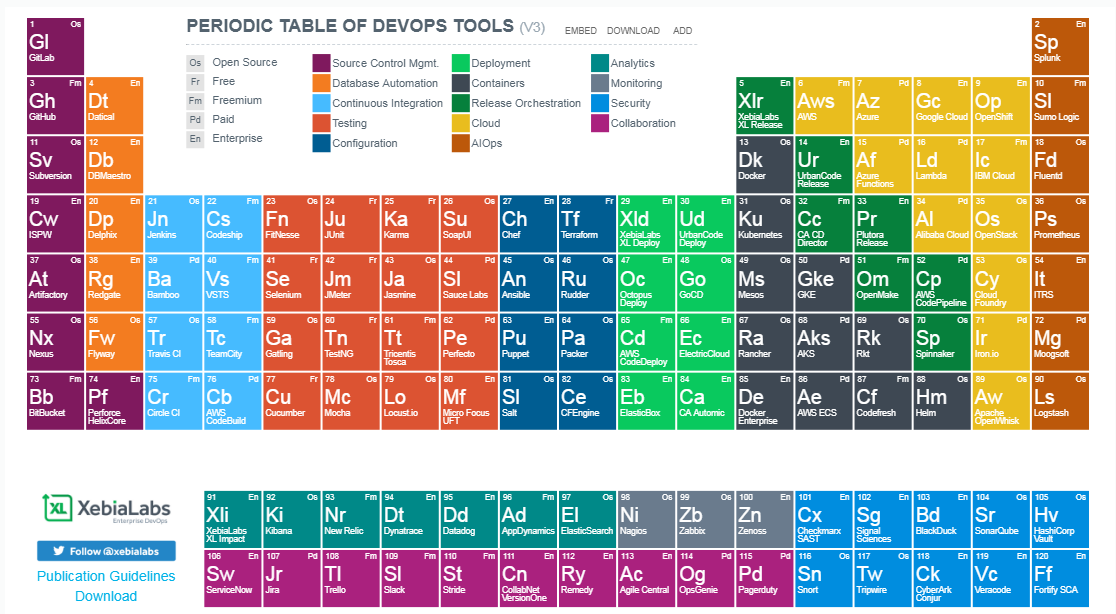 PERIODIC TABLE OF DEVOPS TOOLS (V3)
EMBED DOWNLOAD ADD
Os Open Source
Fr Free
Fm Freemium
Pd Paid
En Enterprise
Source Control Mgmt.
Database Automation
Continuous Integration
Testing
Configuration
Deployment
Containers
Release Orchestration
Cloud
AIOps
Analytics
Monitoring
Security
Collaboration
1 Os
Gl
GitLab
2 En
Sp
Splunk
3 Fm
Gh
GitHub
4 En
Dt
Datical
5 En
Xlr
XebiaLabs
XL Release
6 Fm
Aws
AWS
7 Pd
Az
Azure
8 En
Gc
Google Cloud
9 En
Op
OpenShift
10 Fm
Sl
Sumo Logic
11 Os
Sv
Subversion
12 En
Db
DBMaestro
13 Os
Dk
Docker
14 En
Ur
UrbanCode
Release
15 Pd
Af
Azure
Functions
16 Pd
Ld
Lambda
17 Fm
Ic
IBM Cloud
18 Os
Fd
Fluentd
19 En
Cw
ISPW
20 En
Dp
Delphix
21 Os
Jn
Jenkins
22 Fm
Cs
Codeship
23 Os
Fn
FitNesse
24 Fr
Ju
JUnit
25 Fr
Ka
Karma
26 Os
Su
SoapUI
27 En
Ch
Chef
28 Fr
Tf
Terraform
29 En
Xld
XebiaLabs
XL Deploy
30 En
Ud
UrbanCode
Deploy
31 Os
Ku
Kubernetes
32 Fm
Cc
CA CD
Director
33 En
Pr
Plutora
Release
34 Pd
Al
Alibaba Cloud
35 Os
Os
OpenStack
36 Os
Ps
Prometheus
37 Os
At
Artifactory
38 En
Rg
Redgate
39 Pd
Ba
Bamboo
40 Fm
Vs
VSTS
41 Fr
Se
Selenium
42 Fr
Jm
JMeter
43 Os
Ja
Jasmine
44 Pd
Sl
Sauce Labs
45 Os
An
Ansible
46 Os
Ru
Rudder
47 En
Oc
Octopus
Deploy
48 Os
Go
GoCD
49 Os
Ms
Mesos
50 Pd
Gke
GKE
51 Fm
Om
OpenMake
52 Pd
Cp
AWS
CodePipeline
53 Os
Cy
Cloud
Foundry
54 En
It
ITRS
55 Os
Nx
Nexus
56 Os
Fw
Flyway
57 Os
Tr
Travis CI
58 Fm
Tc
TeamCity
59 Os
Ga
Gatling
60 Fr
Tn
TestNG
61 Fm
Tt
Tricentis
Tosca
62 Pd
Pe
Perfecto
63 En
Pu
Puppet
64 Os
Pa
Packer
65 Fm
Cd
AWS
CodeDeploy
66 En
Ec
ElectricCloud
67 Os
Ra
Rancher
68 Pd
Aks
AKS
69 Os
Rk
Rkt
70 Os
Sp
Spinnaker
71 Pd
Ir
Iron.io
72 Pd
Mg
Moogsoft
73 Fm
Bb
BitBucket
74 En
Pf
Perforce
HelixCore
75 Fm
Cr
Circle CI
76 Pd
Cb
AWS
CodeBuild
77 Fr
Cu
Cucumber
78 Os
Mc
Mocha
79 Os
Lo
Locust.io
80 En
Mf
Micro Focus
UFT
81 Os
Sl
Salt
82 Os
Ce
CFEngine
83 En
Eb
ElasticBox
84 En
Ca
CA Automic
85 En
De
Docker
Enterprise
86 Pd
Ae
AWS ECS
87 Fm
Cf
Codefresh
88 Os
Hm
Helm
89 Os
Aw
Apache
OpenWhisk
90 Os
Ls
Logstash
XL XebiaLabs
Enterprise DevOps
Follow @xebialabs
Publication Guidelines
Download
91 En
Xli
XebiaLabs
XL Impact
92 Os
Ki
Kibana
93 Fm
Nr
New Relic
94 En
Dt
Dynatrace
95 En
Dd
Datadog
96 Fm
Ad
AppDynamics
97 Os
El
ElasticSearch
98 Os
Ni
Nagios
99 Os
Zb
Zabbix
100 En
Zn
Zenoss
101 En
Cx
Checkmarx
SAST
102 En
Sg
Signal
Sciences
103 En
Bd
BlackDuck
104 Os
Sr
SonarQube
105 Os
Hv
HashiCorp
Vault
106 En
Sw
ServiceNow
107 Pd
Jr
Jira
108 Fm
Tl
Trello
109 Fm
Sl
Slack
110 Fm
St
Stride
111 En
Cn
CollabNet
VersionOne
112 En
Ry
Remedy
113 En
Ac
Agile Central
114 Pd
Og
OpsGenie
115 Pd
Pd
Pagerduty
116 Os
Sn
Snort
117 Os
Tw
Tripwire
118 En
Ck
CyberArk
Conjur
119 En
Vc
Veracode
120 En
Ff
Fortify SCA